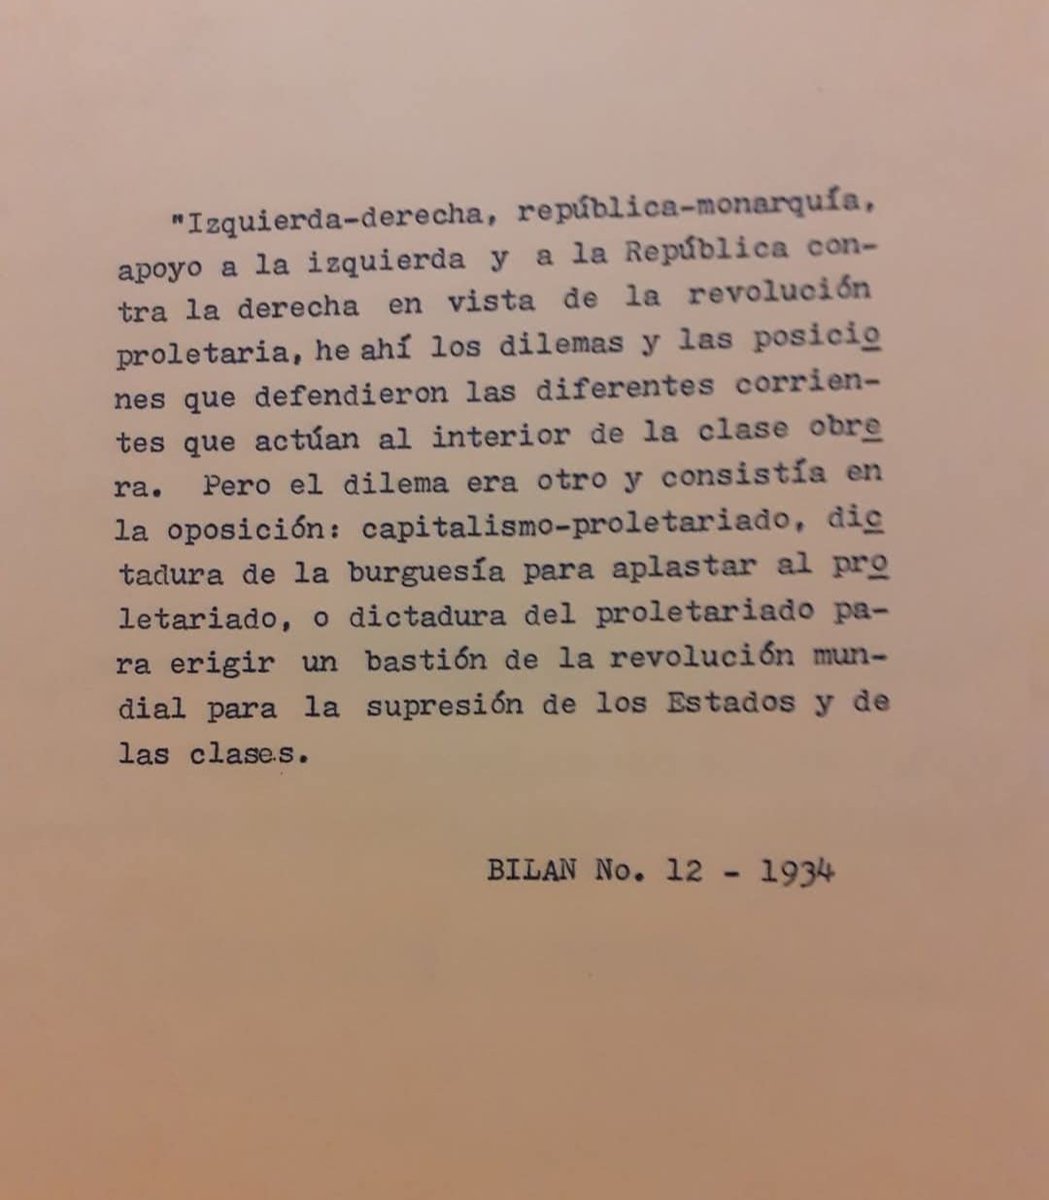 "Izquierda-derecha, república-monarquía,
apoyo a la izquierda y a la República con-
tra la derecha en vista de la revolución
proletaria, he ahí los dilemas y las posicio
nes que defendieron las diferentes corrien-
tes que actúan al interior de la clase obre
ra. Pero el dilema era otro y consistía en
la oposición: capitalismo-proletariado, dic
tadura de la burguesía para aplastar al pro
letariado, o dictadura del proletariado pa-
ra erigir un bastión de la revolución mun-
dial para la supresión de los Estados y de
las clases.
BILAN No. 12 - 1934